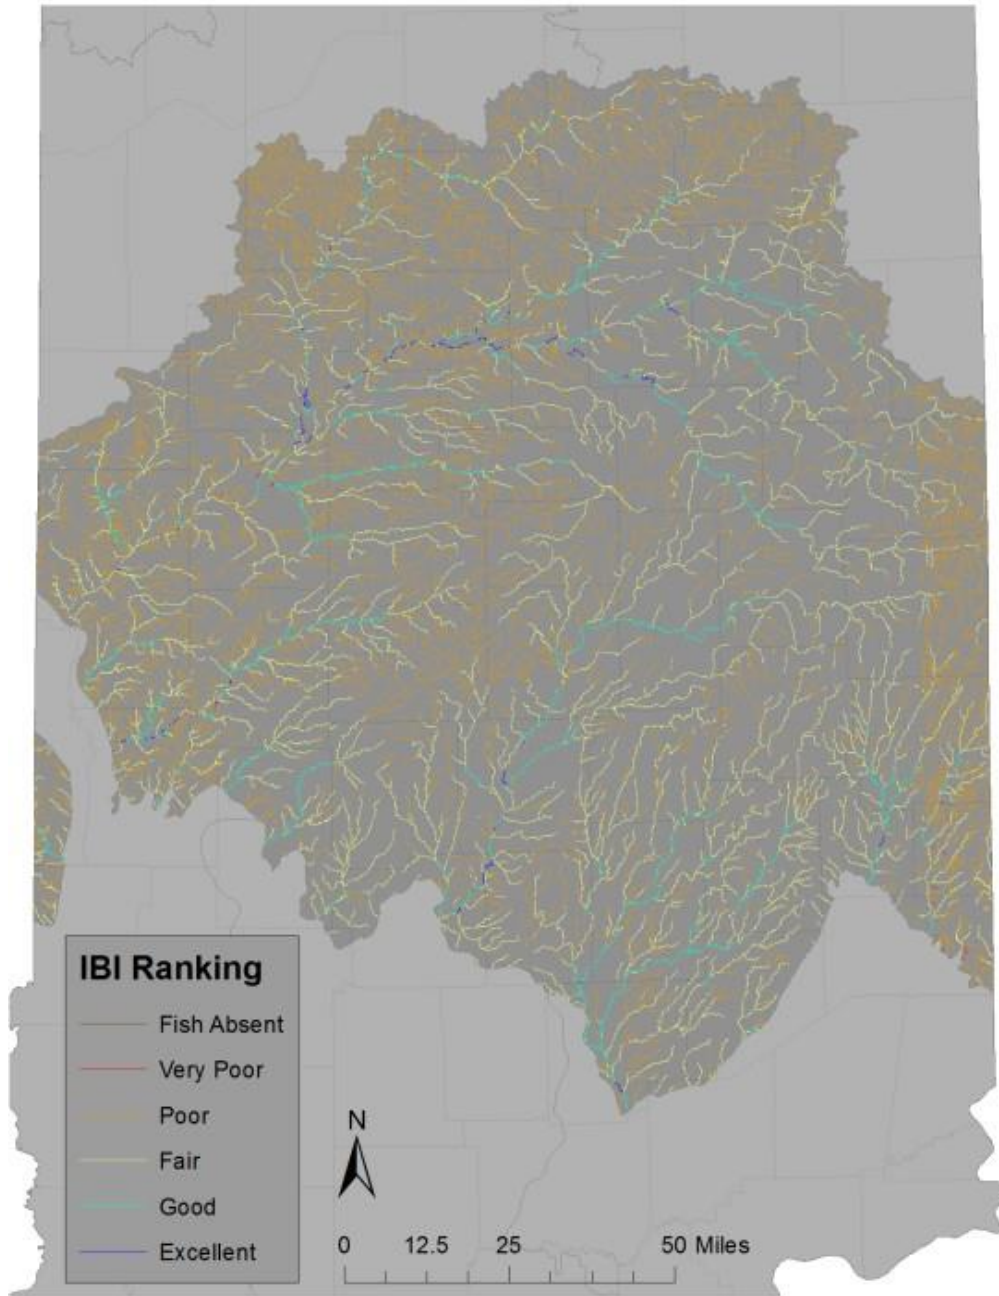 IBI Ranking
Fish Absent
Very Poor
Poor
Fair
Good
Excellent
N
0 12.5 25 50 Miles